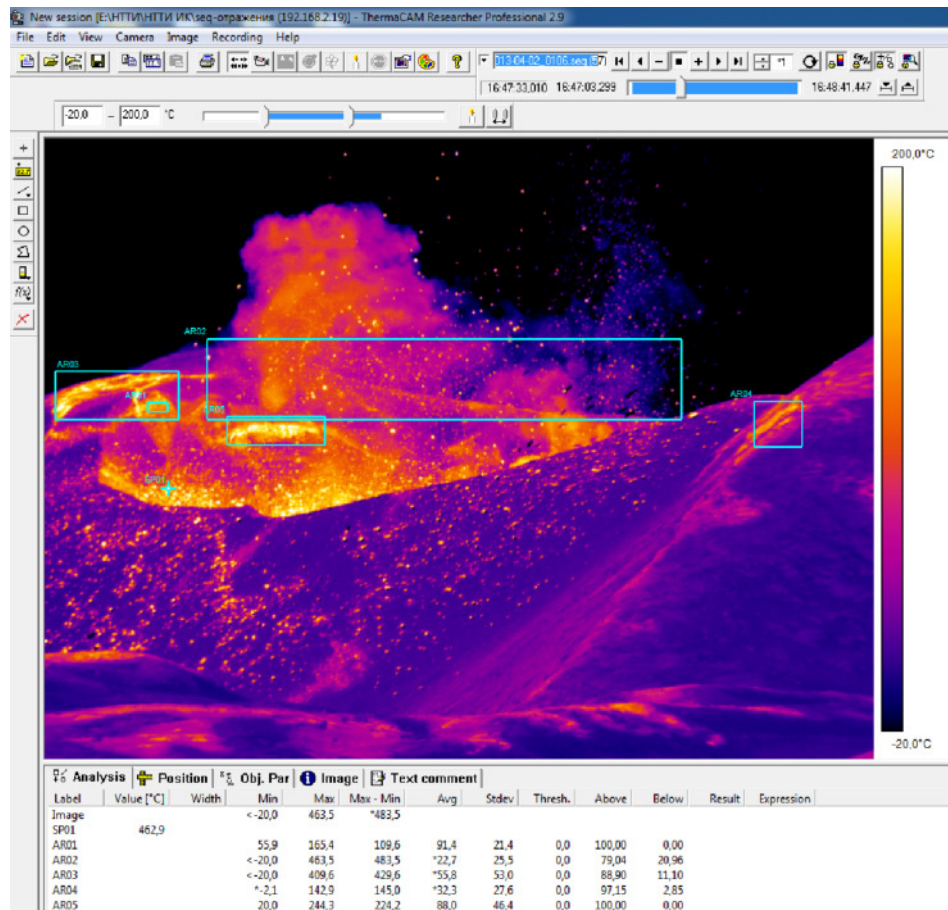 New session [E:\НТТИ\НТТИ ИК\seq-отражения (192.168.2.19)] - ThermaCAM Researcher Professional 2.9
File Edit View Camera Image Recording Help
013-04-02_0106.seq
16:47:33,010 16:47:03,299 16:48:41,447
-20,0 – 200,0 °C
200,0°C
AR02
AR03
AR04
SP01
-20,0°C
Analysis Position Obj. Par Image Text comment
Label Value [°C] Width Min Max Max - Min Avg Stdev Thresh. Above Below Result Expression
Image <-20,0 463,5 *483,5
SP01 462,9
AR01 55,9 165,4 109,6 91,4 21,4 0,0 100,00 0,00
AR02 <-20,0 463,5 483,5 *22,7 25,5 0,0 79,04 20,96
AR03 <-20,0 409,6 429,6 *55,8 53,0 0,0 88,90 11,10
AR04 *-2,1 142,9 145,0 *32,3 27,6 0,0 97,15 2,85
AR05 20,0 244,3 224,2 88,0 46,4 0,0 100,00 0,00